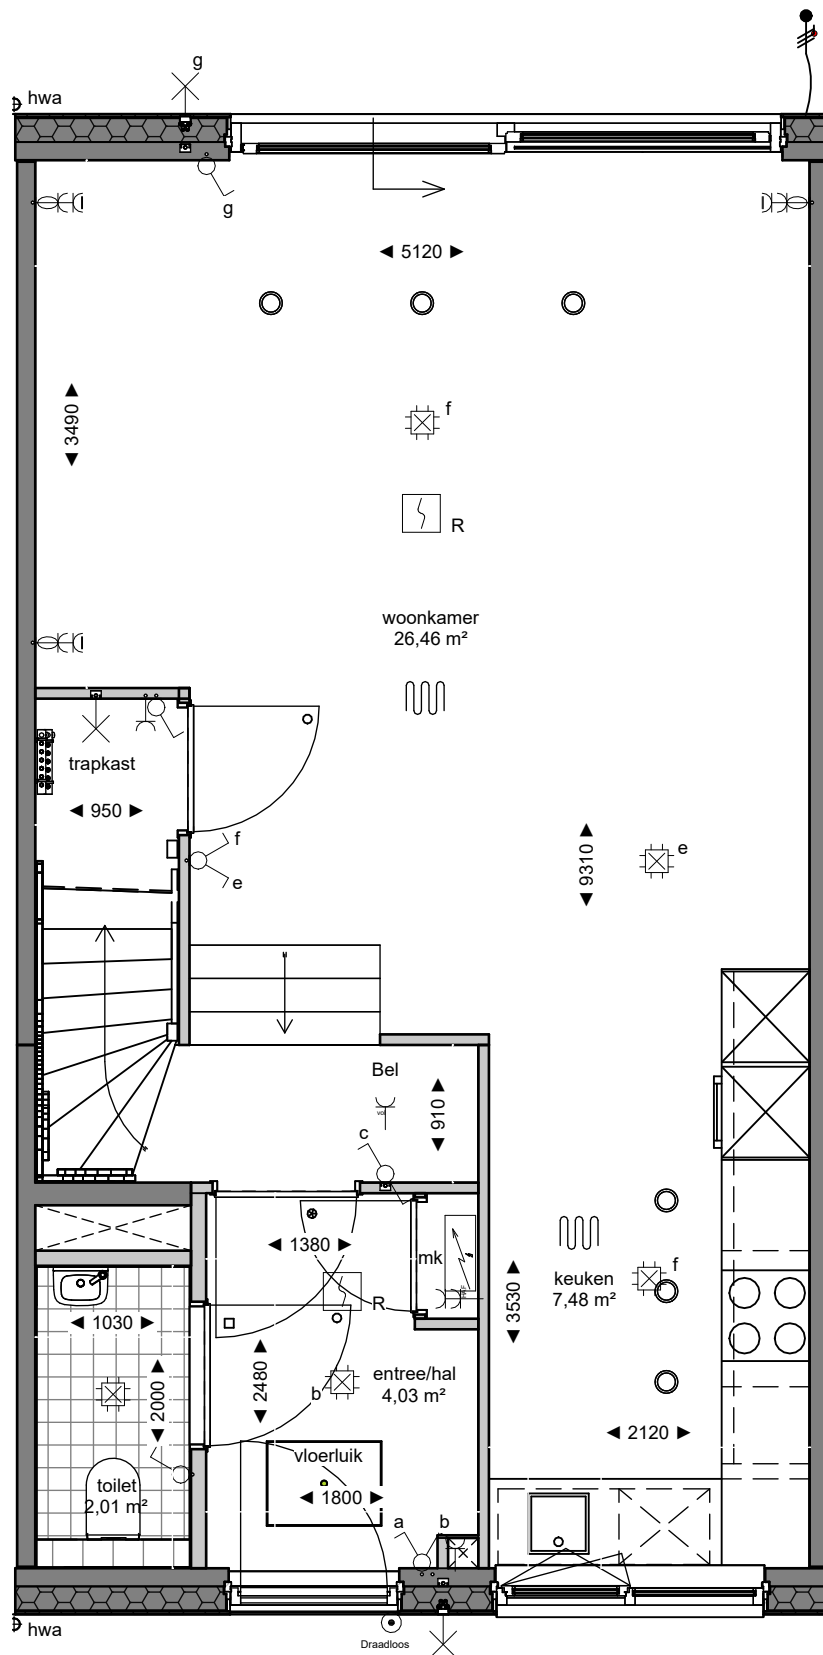 g
hwa
g
◄ 5120 ►
◄ 3490 ►
f
R
woonkamer
26,46 m²
trapkast
◄ 950 ►
f
e
◄ 9310 ►
e
Bel
◄ 910 ►
c
◄ 1380 ►
mk
R
◄ 3530 ►
keuken
7,48 m²
f
◄ 1030 ►
◄ 2000 ►
◄ 2480 ►
b
entree/hal
4,03 m²
◄ 2120 ►
vloerluik
toilet
2,01 m²
◄ 1800 ►
a
b
hwa
Draadloos